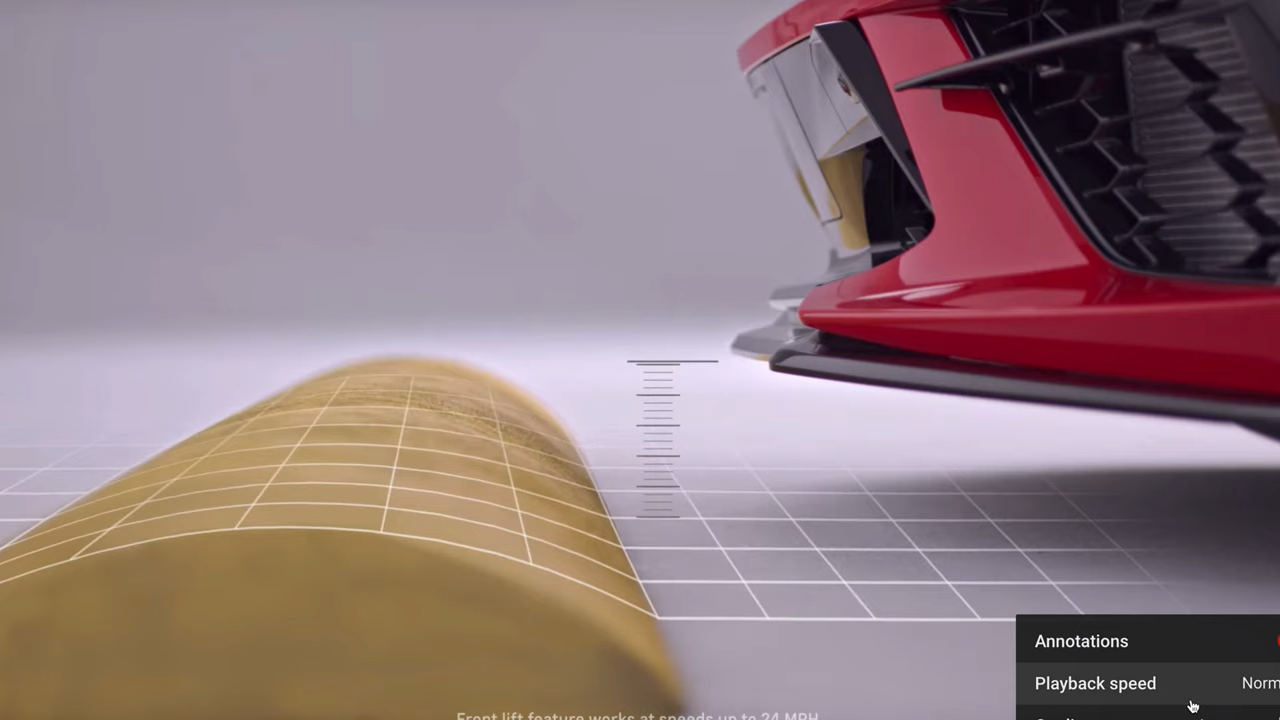 Annotations
Playback speed Norm
Front lift feature works at speeds up to 24 MPH